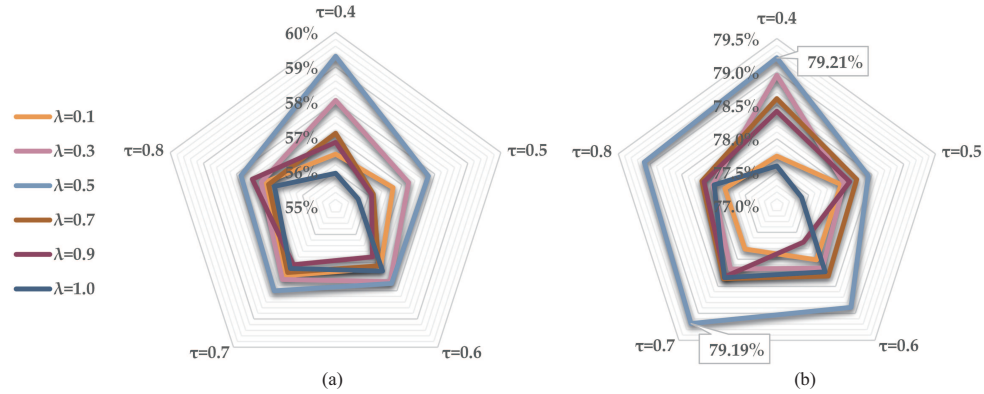 λ=0.1
λ=0.3
λ=0.5
λ=0.7
λ=0.9
λ=1.0
τ=0.4
60%
59%
58%
57%
56%
55%
τ=0.5
τ=0.6
τ=0.7
τ=0.8
(a)
τ=0.4
79.5%
79.0%
78.5%
78.0%
77.5%
77.0%
79.21%
τ=0.5
τ=0.6
τ=0.7
79.19%
τ=0.8
(b)